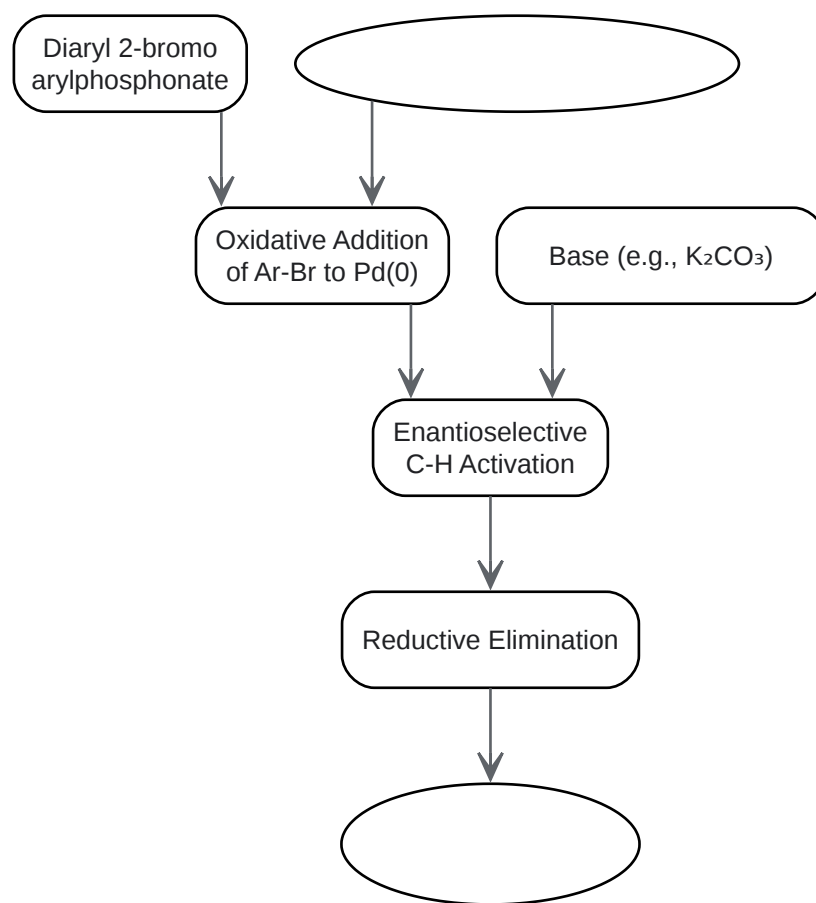 Diaryl 2-bromo
arylphosphonate
Oxidative Addition
of Ar-Br to Pd(0)
Base (e.g., K₂CO₃)
Enantioselective
C-H Activation
Reductive Elimination